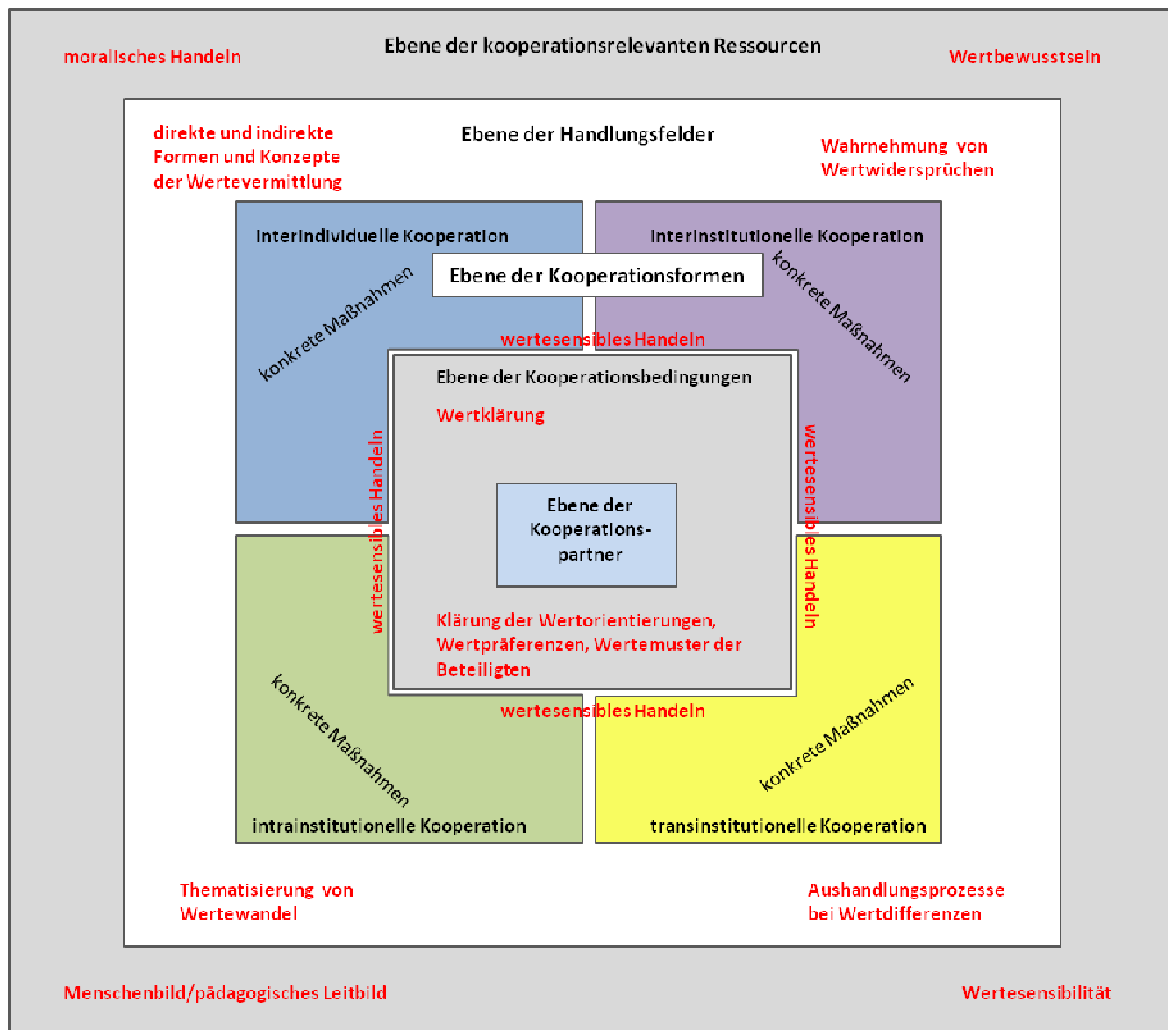 Ebene der kooperationsrelevanten Ressourcen
moralisches Handeln
Wertbewusstsein
direkte und indirekte
Formen und Konzepte
der Wertevermittlung
Ebene der Handlungsfelder
Wahrnehmung von
Wertwidersprüchen
interindividuelle Kooperation
interinstitutionelle Kooperation
Ebene der Kooperationsformen
konkrete Maßnahmen
konkrete Maßnahmen
wertesensibles Handeln
Ebene der Kooperationsbedingungen
Wertklärung
wertesensibles Handeln
wertesensibles Handeln
Ebene der
Kooperations-
partner
Klärung der Wertorientierungen,
Wertpräferenzen, Wertemuster der
Beteiligten
wertesensibles Handeln
konkrete Maßnahmen
konkrete Maßnahmen
intrainstitutionelle Kooperation
transinstitutionelle Kooperation
Thematisierung von
Wertewandel
Aushandlungsprozesse
bei Wertdifferenzen
Menschenbild/pädagogisches Leitbild
Wertesensibilität